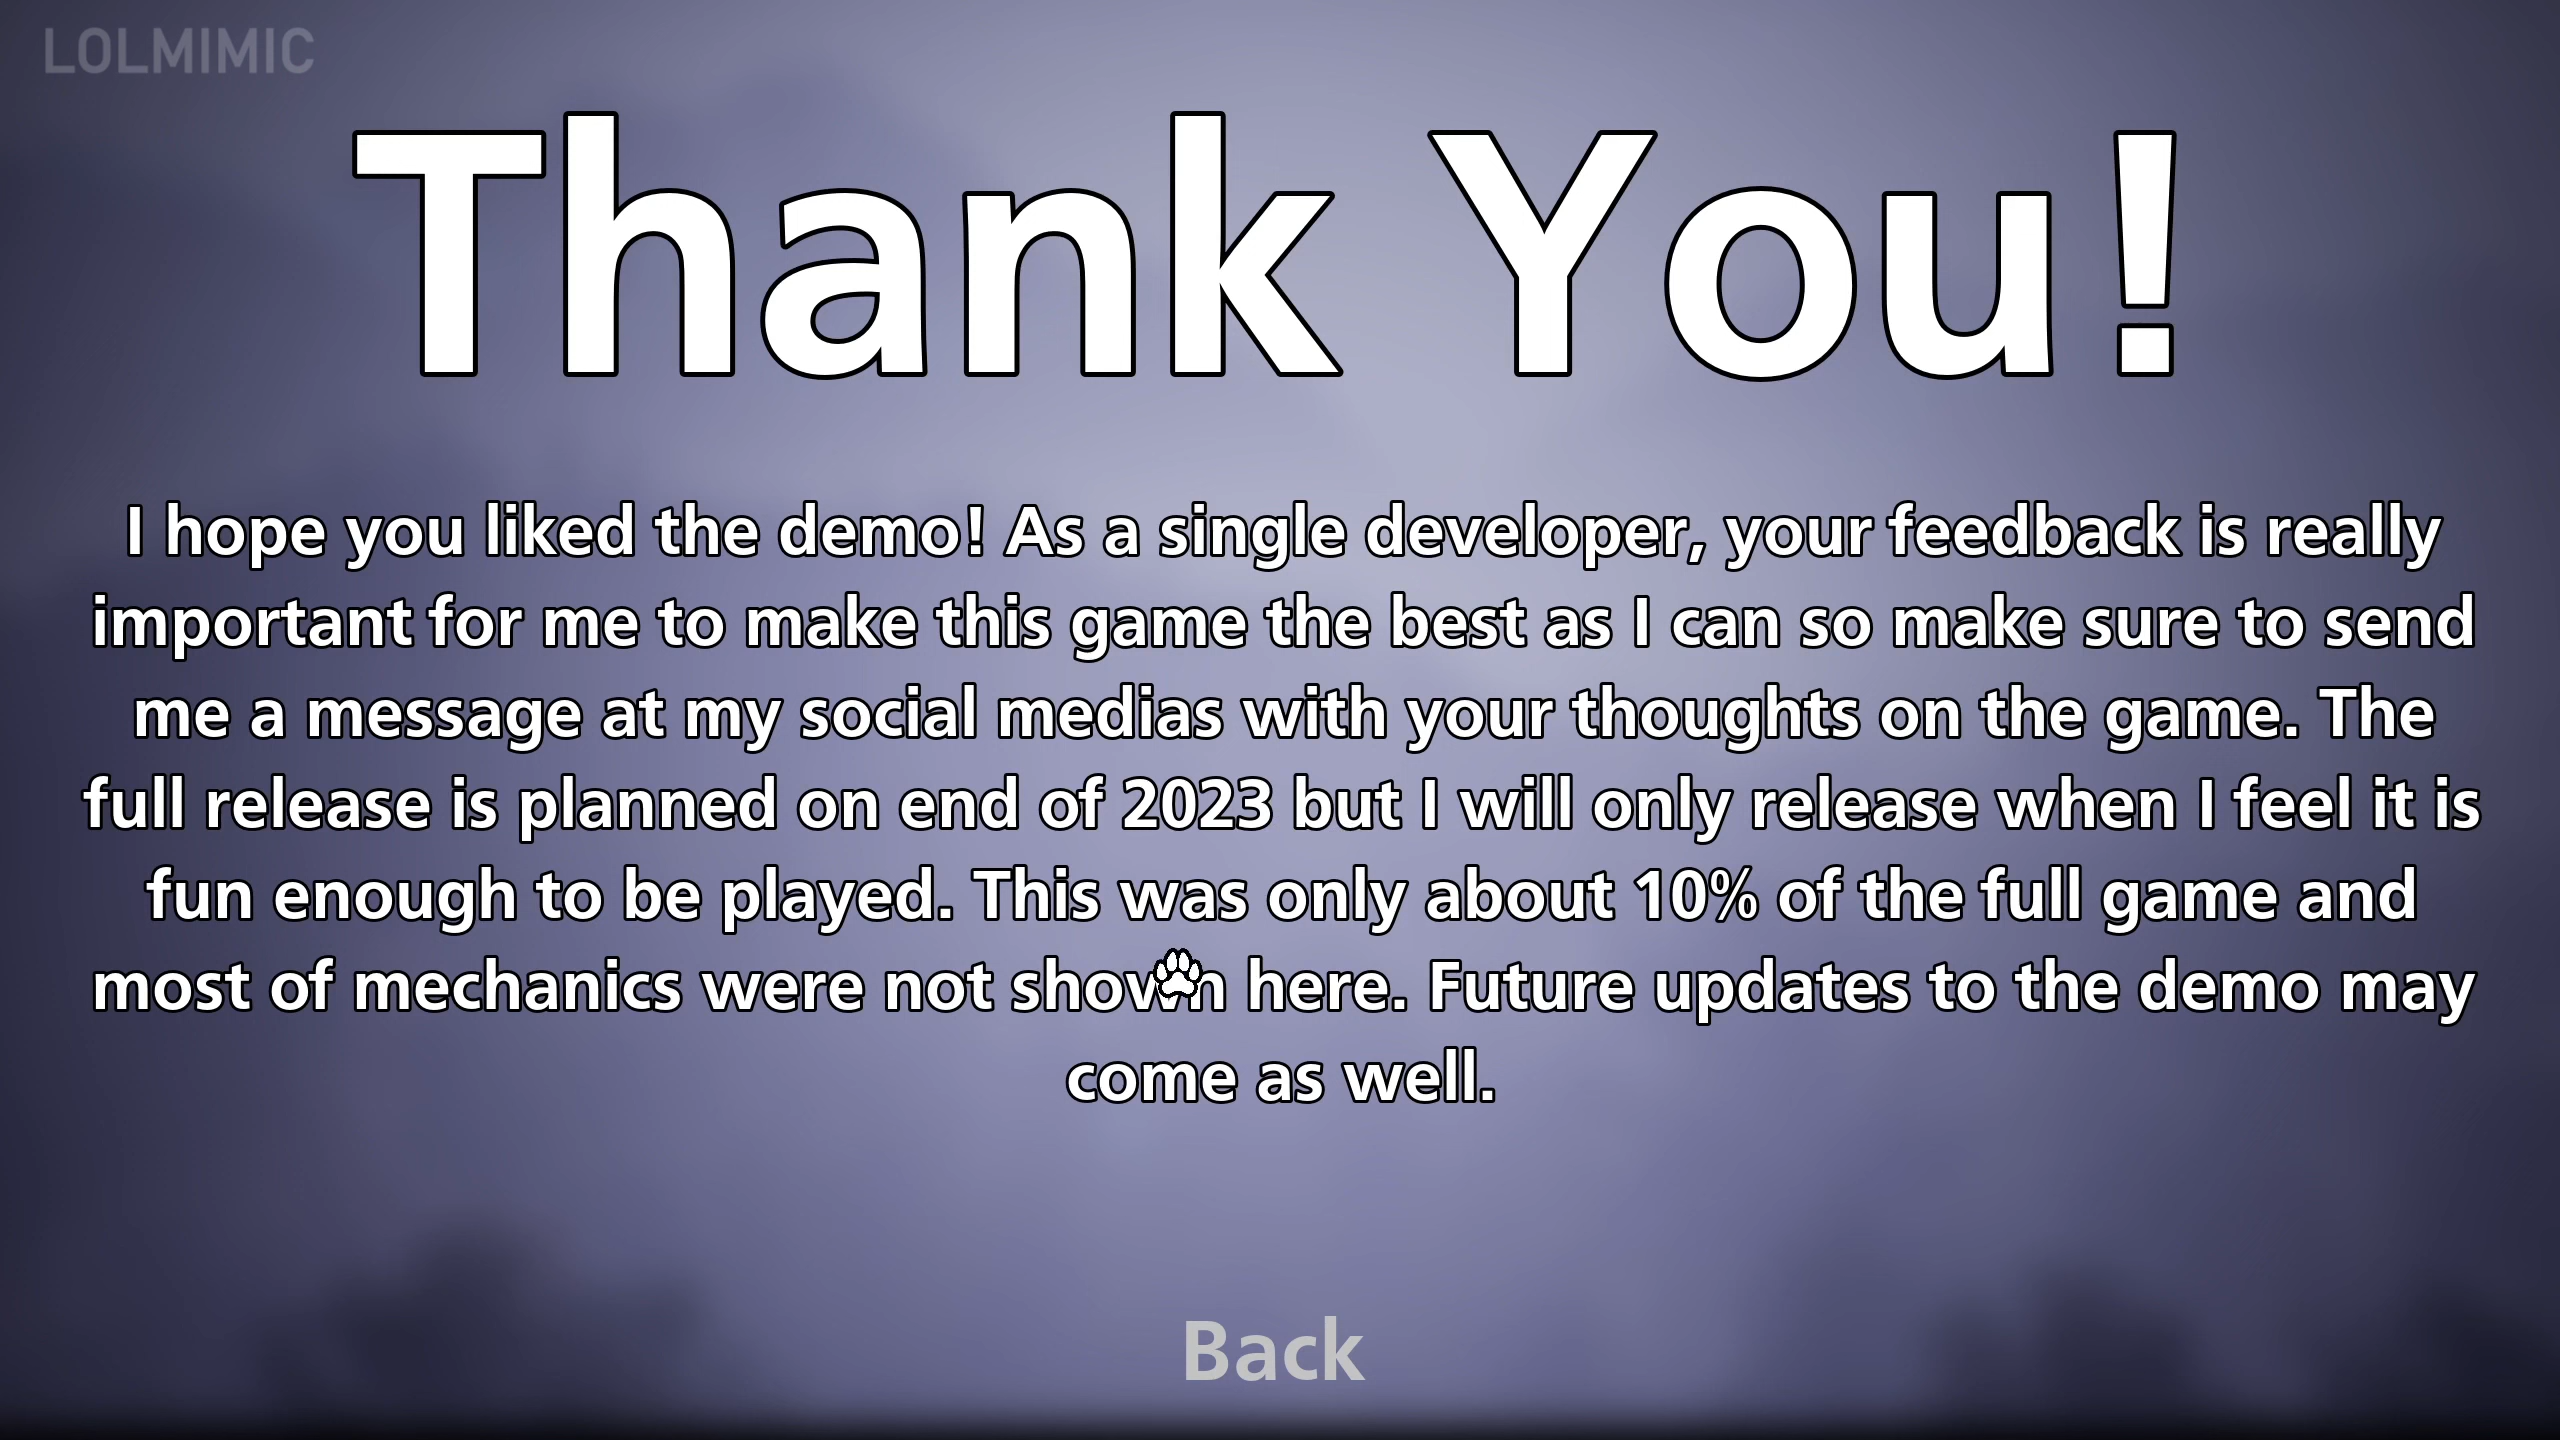 LOLMIMIC
Thank You!
I hope you liked the demo! As a single developer, your feedback is really
important for me to make this game the best as I can so make sure to send
me a message at my social medias with your thoughts on the game. The
full release is planned on end of 2023 but I will only release when I feel it is
fun enough to be played. This was only about 10% of the full game and
most of mechanics were not shown here. Future updates to the demo may
come as well.
Back